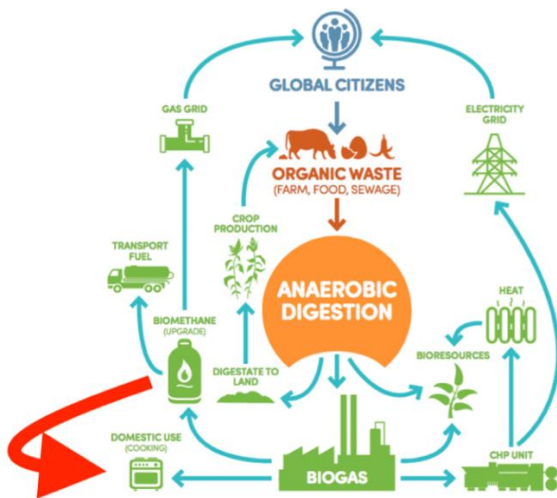 GLOBAL CITIZENS
GAS GRID
ELECTRICITY
GRID
ORGANIC WASTE
(FARM, FOOD, SEWAGE)
CROP
PRODUCTION
TRANSPORT
FUEL
ANAEROBIC
DIGESTION
HEAT
BIOMETHANE
(UPGRADE)
DIGESTATE TO
LAND
BIORESOURCES
DOMESTIC USE
(COOKING)
BIOGAS
CHP UNIT